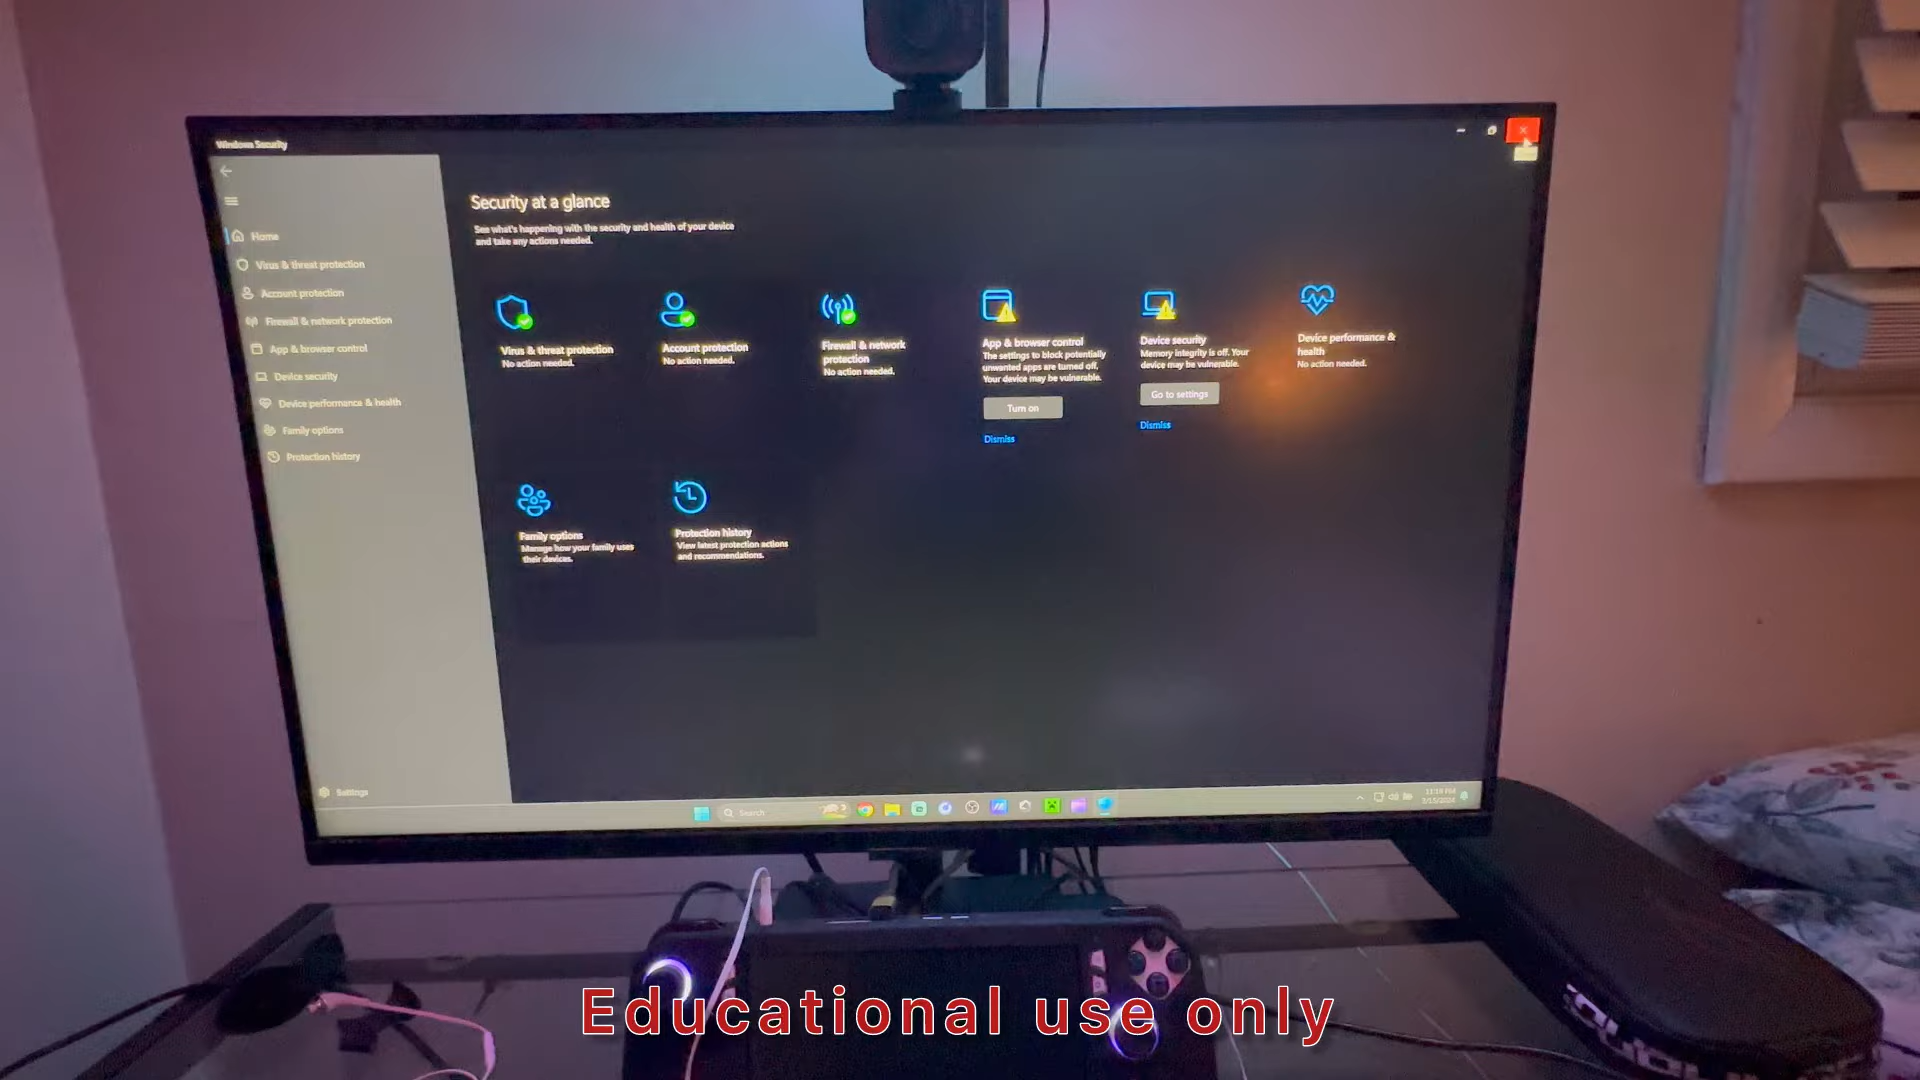 Windows Security
Home
Virus & threat protection
Account protection
Firewall & network protection
App & browser control
Device security
Device performance & health
Family options
Protection history
Settings
Security at a glance
See what's happening with the security and health of your device
and take any actions needed.
Virus & threat protection
No action needed.
Account protection
No action needed.
Firewall & network
protection
No action needed.
App & browser control
The settings to block potentially
unwanted apps are turned off.
Your device may be vulnerable.
Turn on
Dismiss
Device security
Memory integrity is off. Your
device may be vulnerable.
Go to settings
Dismiss
Device performance &
health
No action needed.
Family options
Manage how your family uses
their devices.
Protection history
View latest protection actions
and recommendations.
Search
Educational use only